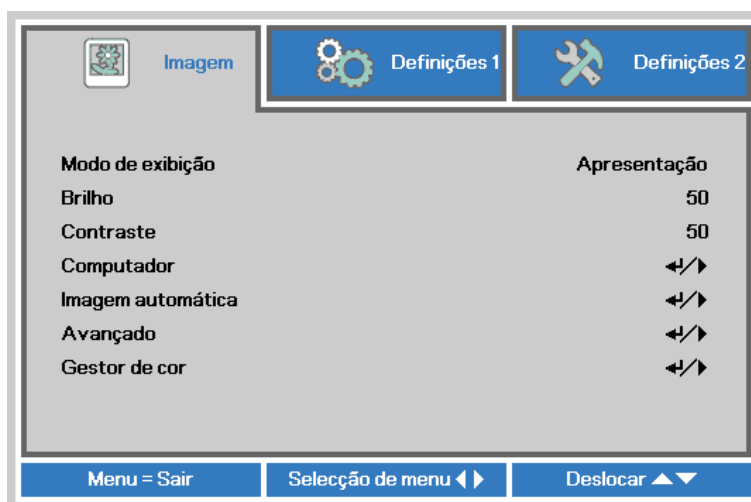 Imagem Definições 1 Definições 2
Modo de exibição Apresentação
Brilho 50
Contraste 50
Computador
Imagem automática
Avançado
Gestor de cor
Menu = Sair Selecção de menu Deslocar